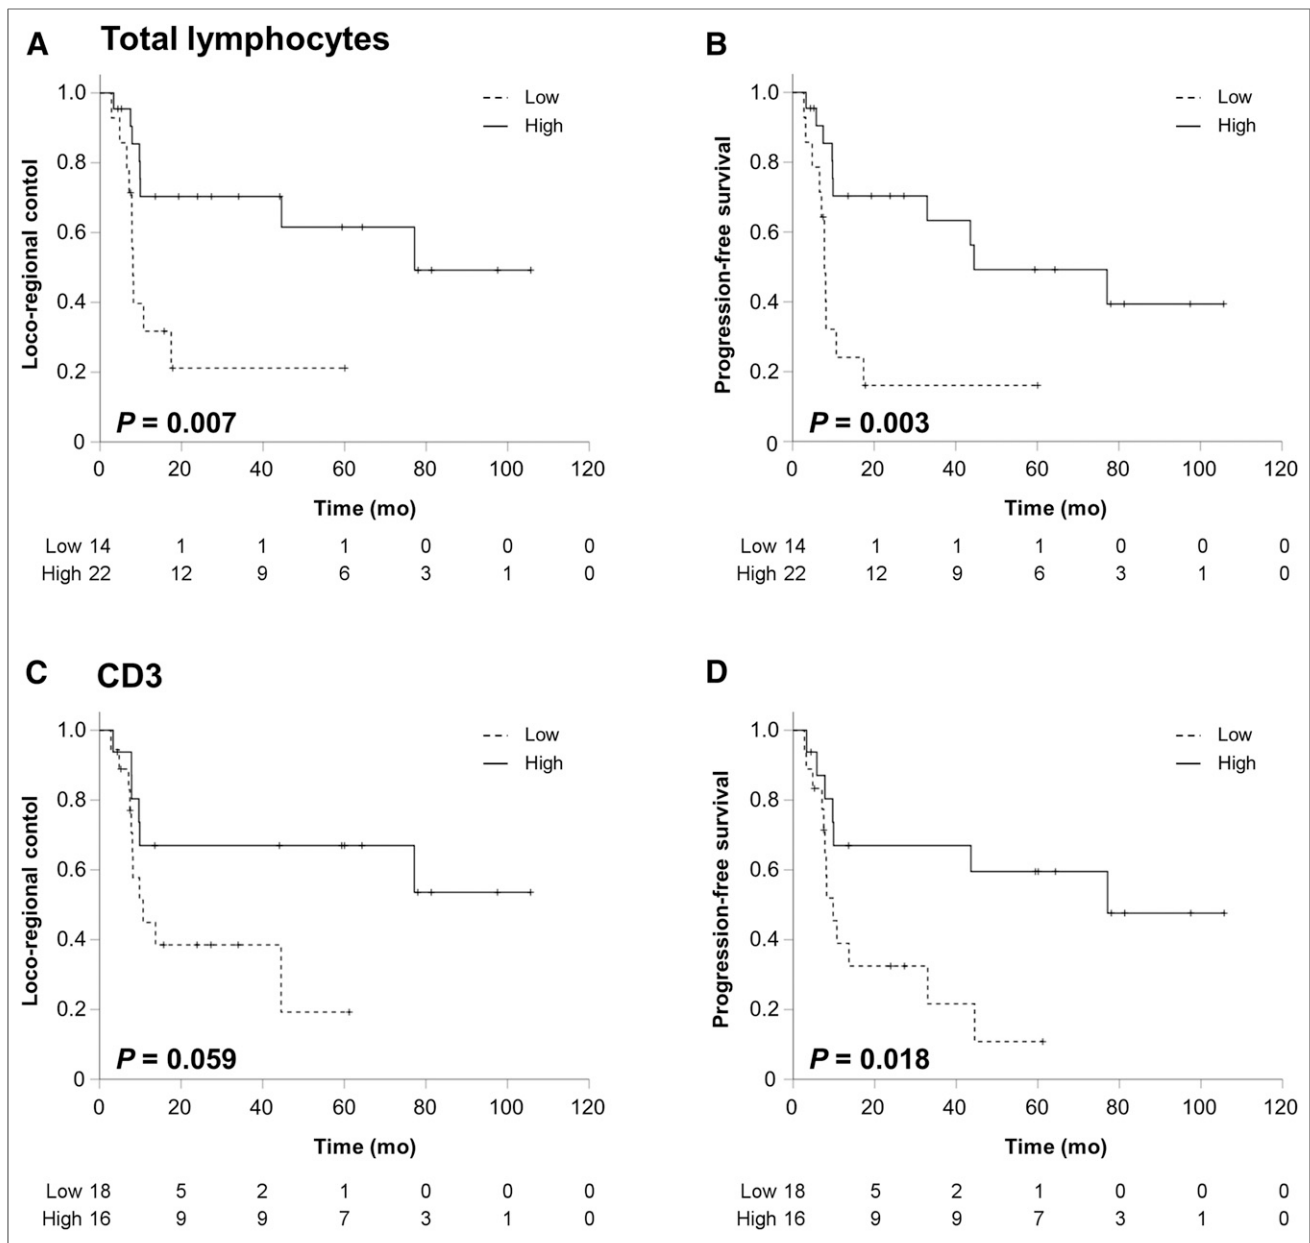 A Total lymphocytes
1.0
0.8
0.6
0.4
0.2
0
Loco-regional contol
Low
High
P = 0.007
0 20 40 60 80 100 120
Time (mo)
Low 14 1 1 1 0 0 0
High 22 12 9 6 3 1 0
B
1.0
0.8
0.6
0.4
0.2
0
Progression-free survival
Low
High
P = 0.003
0 20 40 60 80 100 120
Time (mo)
Low 14 1 1 1 0 0 0
High 22 12 9 6 3 1 0
C CD3
1.0
0.8
0.6
0.4
0.2
0
Loco-regional contol
Low
High
P = 0.059
0 20 40 60 80 100 120
Time (mo)
Low 18 5 2 1 0 0 0
High 16 9 9 7 3 1 0
D
1.0
0.8
0.6
0.4
0.2
0
Progression-free survival
Low
High
P = 0.018
0 20 40 60 80 100 120
Time (mo)
Low 18 5 2 1 0 0 0
High 16 9 9 7 3 1 0